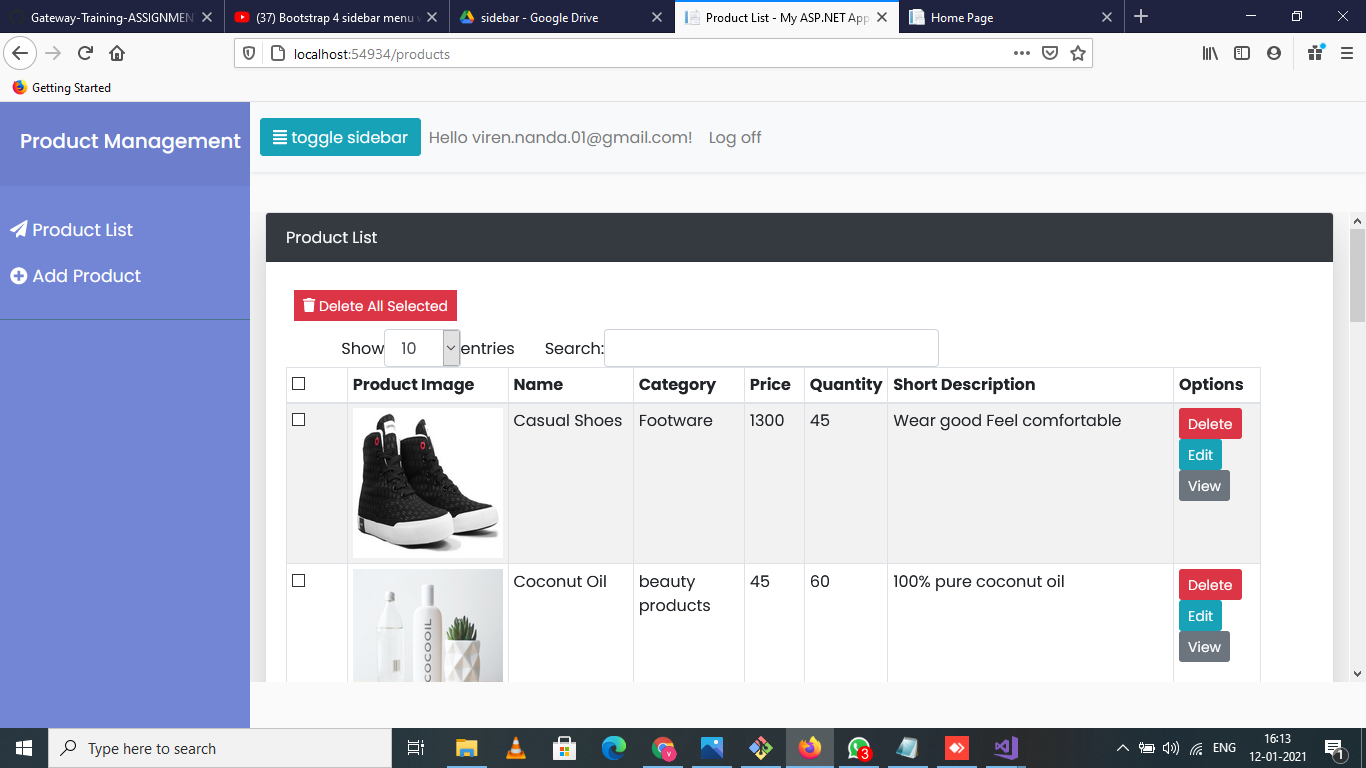 Gateway-Training-ASSIGNMEN
(37) Bootstrap 4 sidebar menu
sidebar - Google Drive
Product List - My ASP.NET App
Home Page
localhost:54934/products
Getting Started
Product Management
toggle sidebar
Hello viren.nanda.01@gmail.com!
Log off
Product List
Add Product
Product List
Delete All Selected
Show 10 entries
Search:
Product Image Name Category Price Quantity Short Description Options
Casual Shoes Footware 1300 45 Wear good Feel comfortable
Delete
Edit
View
Coconut Oil beauty products 45 60 100% pure coconut oil
COCOOIL
Delete
Edit
View
Type here to search
3
ENG
16:13
12-01-2021
1